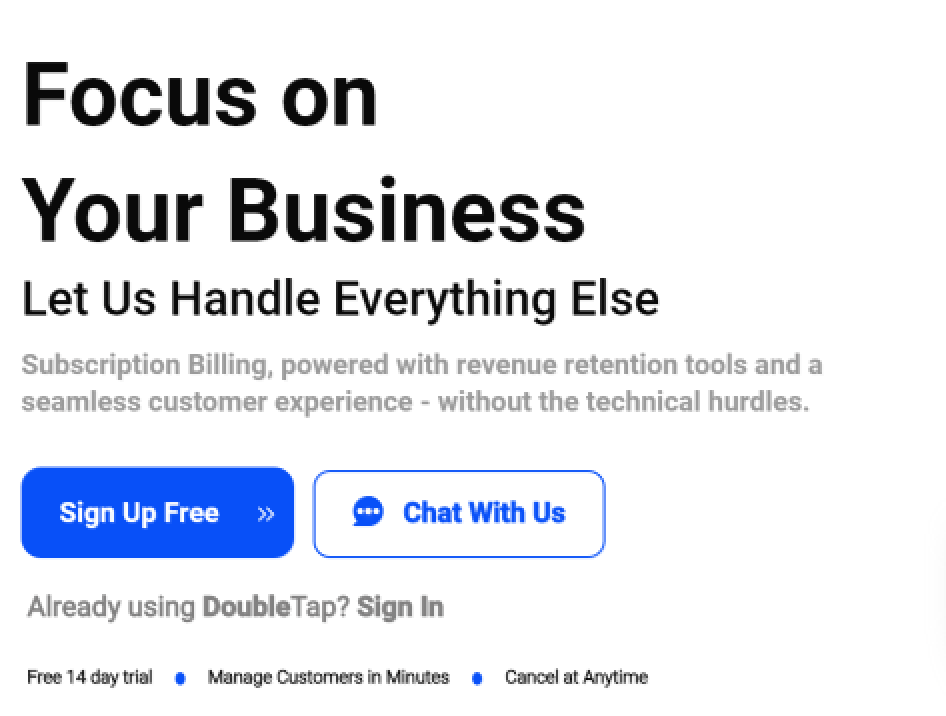 Focus on
Your Business
Let Us Handle Everything Else
Subscription Billing, powered with revenue retention tools and a
seamless customer experience - without the technical hurdles.
Sign Up Free »
Chat With Us
Already using DoubleTap? Sign In
Free 14 day trial • Manage Customers in Minutes • Cancel at Anytime